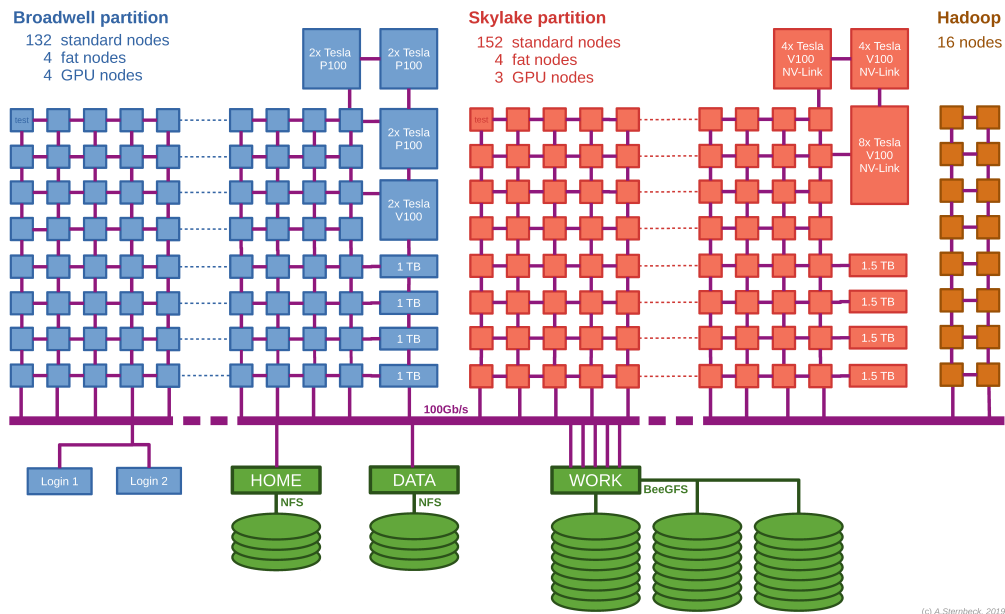 Broadwell partition
132 standard nodes
4 fat nodes
4 GPU nodes
2x Tesla
P100
2x Tesla
P100
Skylake partition
152 standard nodes
4 fat nodes
3 GPU nodes
4x Tesla
V100
NV-Link
4x Tesla
V100
NV-Link
Hadoop
16 nodes
test
2x Tesla
P100
test
8x Tesla
V100
NV-Link
2x Tesla
V100
1 TB
1.5 TB
1 TB
1.5 TB
1 TB
1.5 TB
1 TB
1.5 TB
100Gb/s
Login 1
Login 2
HOME
DATA
WORK
NFS
NFS
BeeGFS
(c) A.Sternbeck, 2019